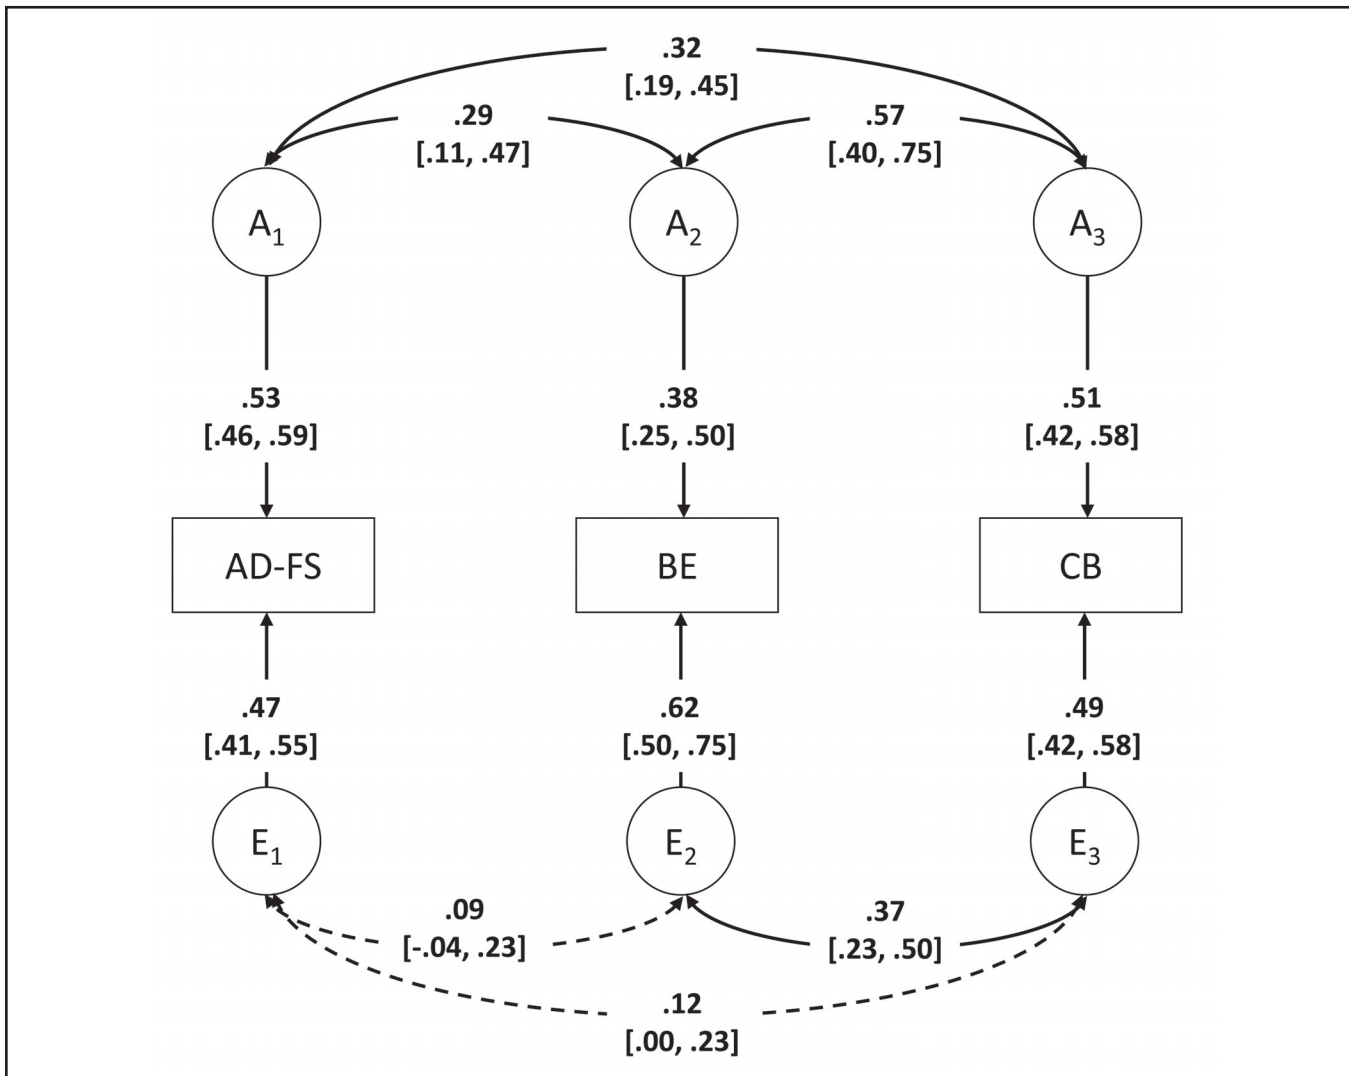 .32
[.19, .45]
.29
[.11, .47]
.57
[.40, .75]
A1
A2
A3
.53
[.46, .59]
.38
[.25, .50]
.51
[.42, .58]
AD-FS
BE
CB
.47
[.41, .55]
.62
[.50, .75]
.49
[.42, .58]
E1
E2
E3
.09
[-.04, .23]
.37
[.23, .50]
.12
[.00, .23]